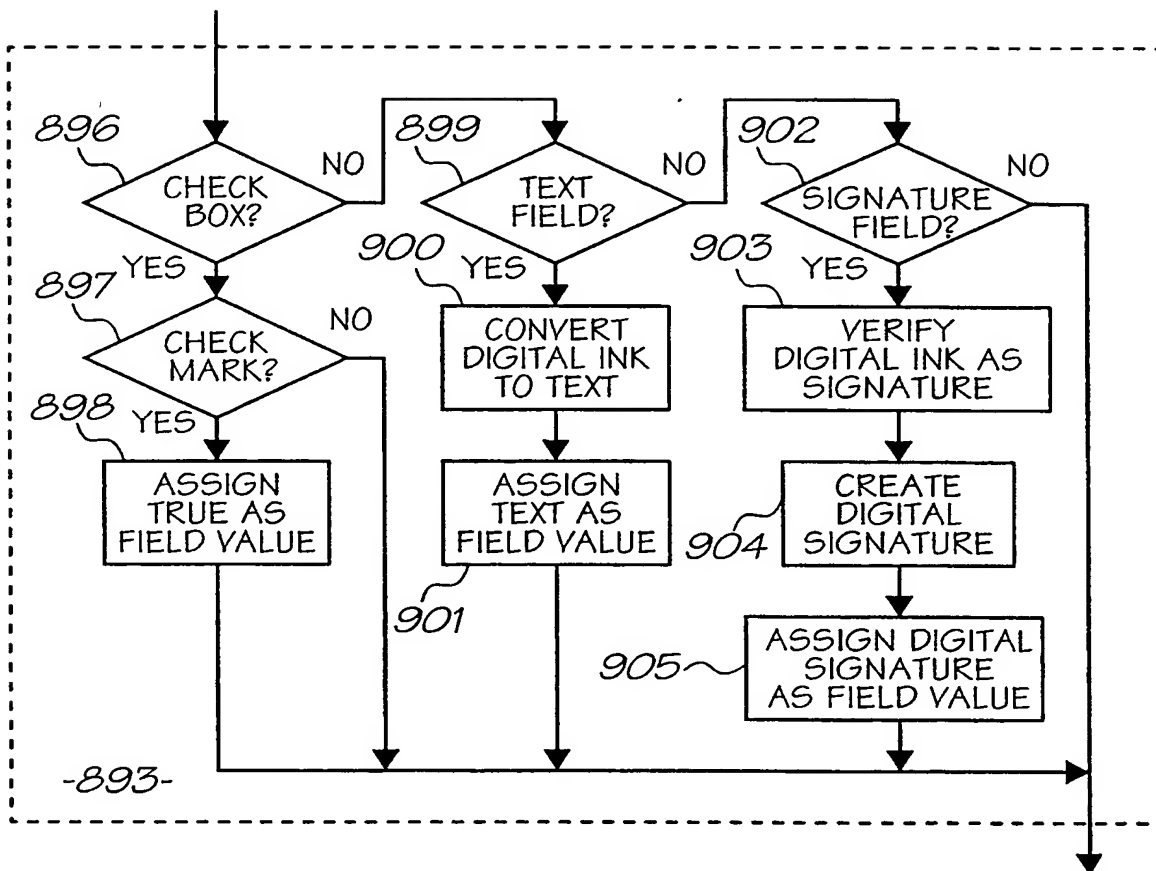 896
CHECK
BOX?
NO
YES
899
TEXT
FIELD?
NO
YES
902
SIGNATURE
FIELD?
NO
YES
897
CHECK
MARK?
NO
YES
898
ASSIGN
TRUE AS
FIELD VALUE
900
CONVERT
DIGITAL INK
TO TEXT
901
ASSIGN
TEXT AS
FIELD VALUE
903
VERIFY
DIGITAL INK AS
SIGNATURE
904
CREATE
DIGITAL
SIGNATURE
905
ASSIGN DIGITAL
SIGNATURE
AS FIELD VALUE
-893-